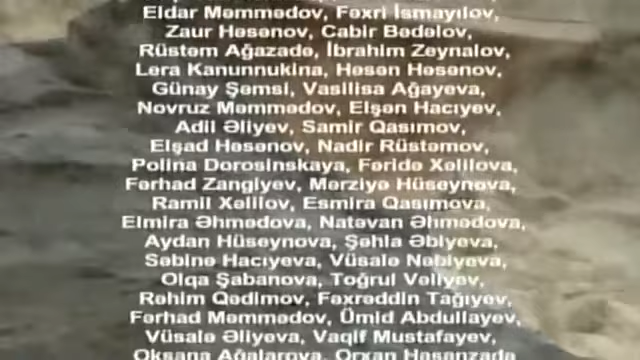 Eldar Məmmədov, Fəxri İsmayılov,
Zaur Həsənov, Cabir Bədəlov,
Rüstəm Ağazadə, İbrahim Zeynalov,
Lera Kanunnukina, Həsən Həsənov,
Günay Şəmsi, Vasilisa Ağayeva,
Novruz Məmmədov, Elşən Hacıyev,
Adil Əliyev, Samir Qasımov,
Elşad Həsənov, Nadir Rüstəmov,
Polina Dorosinskaya, Fəridə Xəlilova,
Fərhad Zangiyev, Mərziyə Hüseynova,
Ramil Xəlilov, Esmira Qasımova,
Elmira Əhmədova, Natəvan Əhmədova,
Aydan Hüseynova, Şəhla Əbiyeva,
Səbinə Hacıyeva, Vüsalə Nəbiyeva,
Olqa Şabanova, Toğrul Vəliyev,
Rəhim Qədimov, Fəxrəddin Tağıyev,
Fərhad Məmmədov, Ümid Abdullayev,
Vüsalə Əliyeva, Vaqif Mustafayev,
Oksana Ağalarova, Orxan Həsənzadə